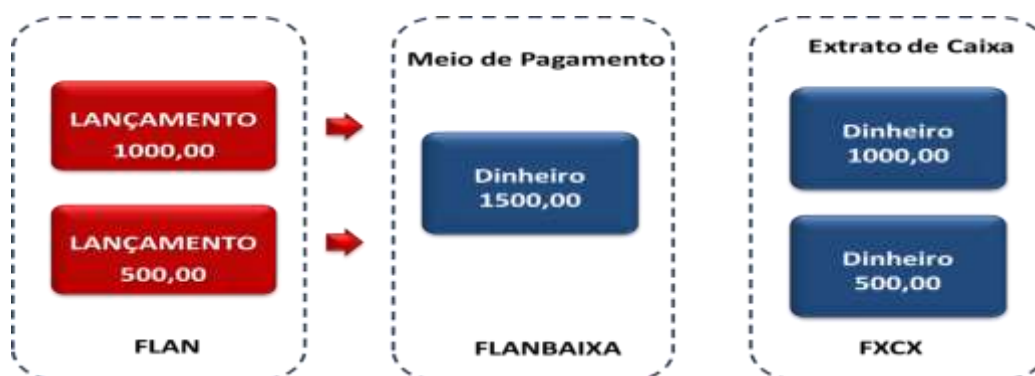 LANÇAMENTO
1000,00
LANÇAMENTO
500,00
FLAN
Meio de Pagamento
Dinheiro
1500,00
FLANBAIXA
Extrato de Caixa
Dinheiro
1000,00
Dinheiro
500,00
FXCX